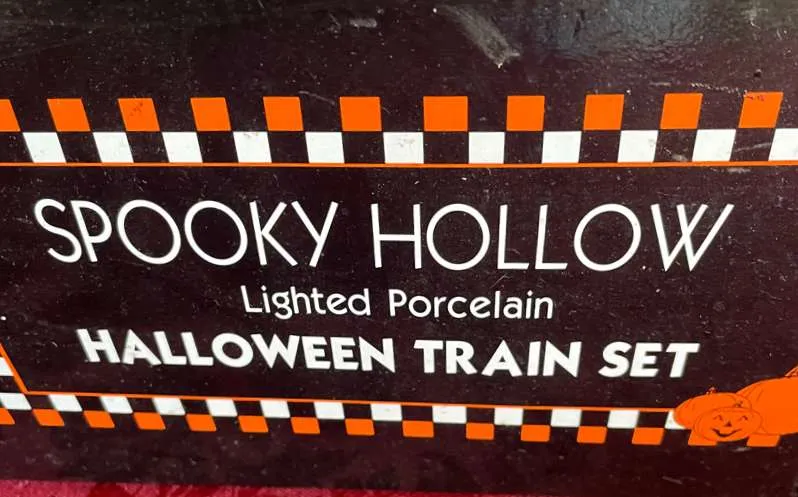 SPOOKY HOLLOW
Lighted Porcelain
HALLOWEEN TRAIN SET